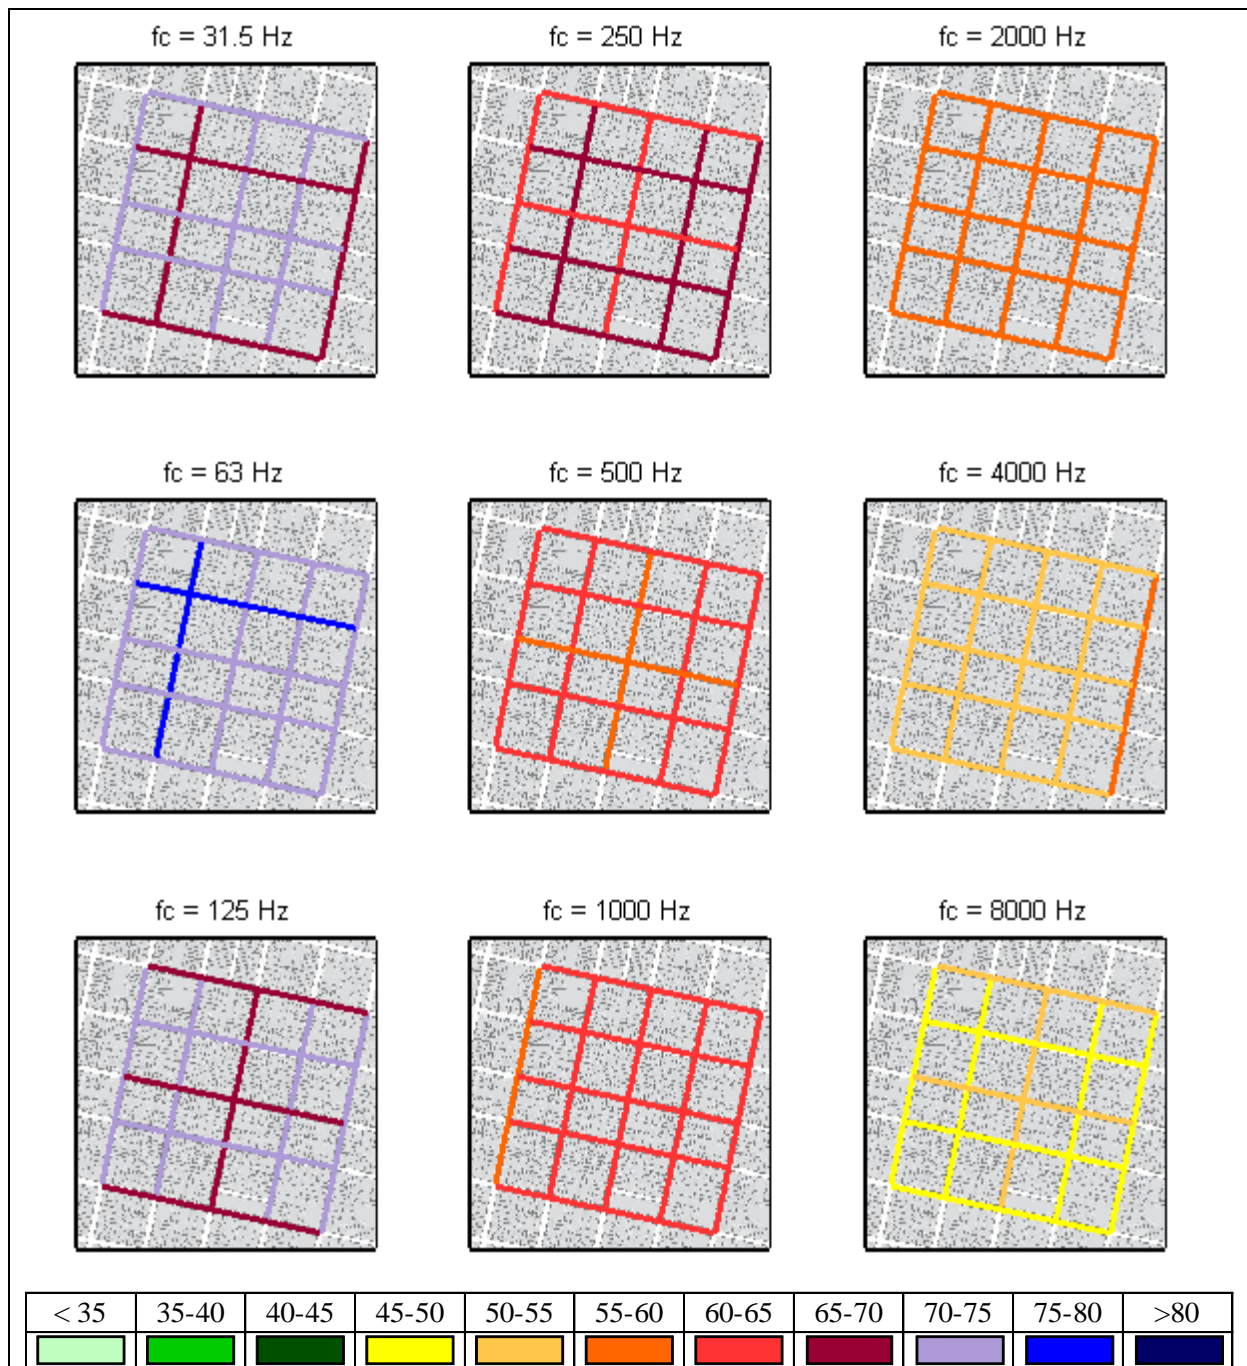 fc = 31.5 Hz
fc = 250 Hz
fc = 2000 Hz
fc = 63 Hz
fc = 500 Hz
fc = 4000 Hz
fc = 125 Hz
fc = 1000 Hz
fc = 8000 Hz
< 35 35-40 40-45 45-50 50-55 55-60 60-65 65-70 70-75 75-80 >80